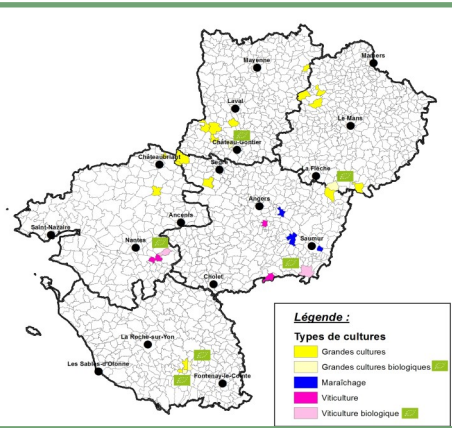 Mayenne
Mamers
Laval
Le Mans
Château-Gontier
Châteaubriant
Segré
La Flèche
Angers
Ancenis
Saint-Nazaire
Nantes
Saumur
Cholet
La Roche-sur-Yon
Les Sables-d'Olonne
Fontenay-le-Comte
Légende :
Types de cultures
Grandes cultures
Grandes cultures biologiques
Maraîchage
Viticulture
Viticulture biologique